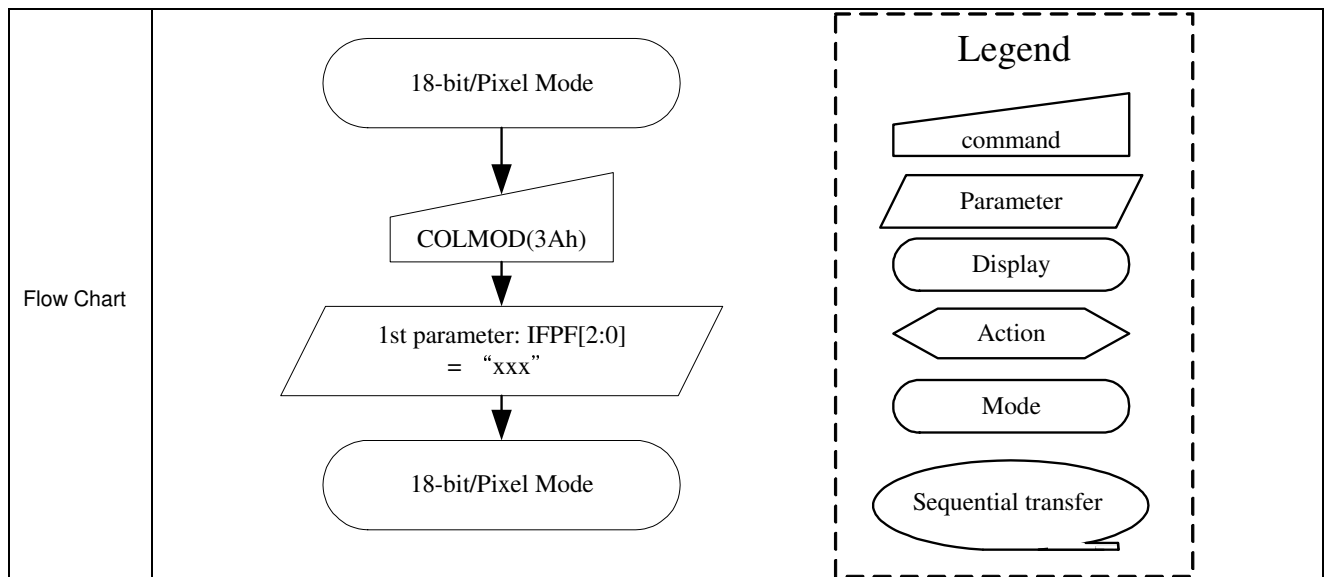 Flow Chart
18-bit/Pixel Mode
COLMOD(3Ah)
1st parameter: IFPF[2:0]
= “xxx”
18-bit/Pixel Mode
Legend
command
Parameter
Display
Action
Mode
Sequential transfer